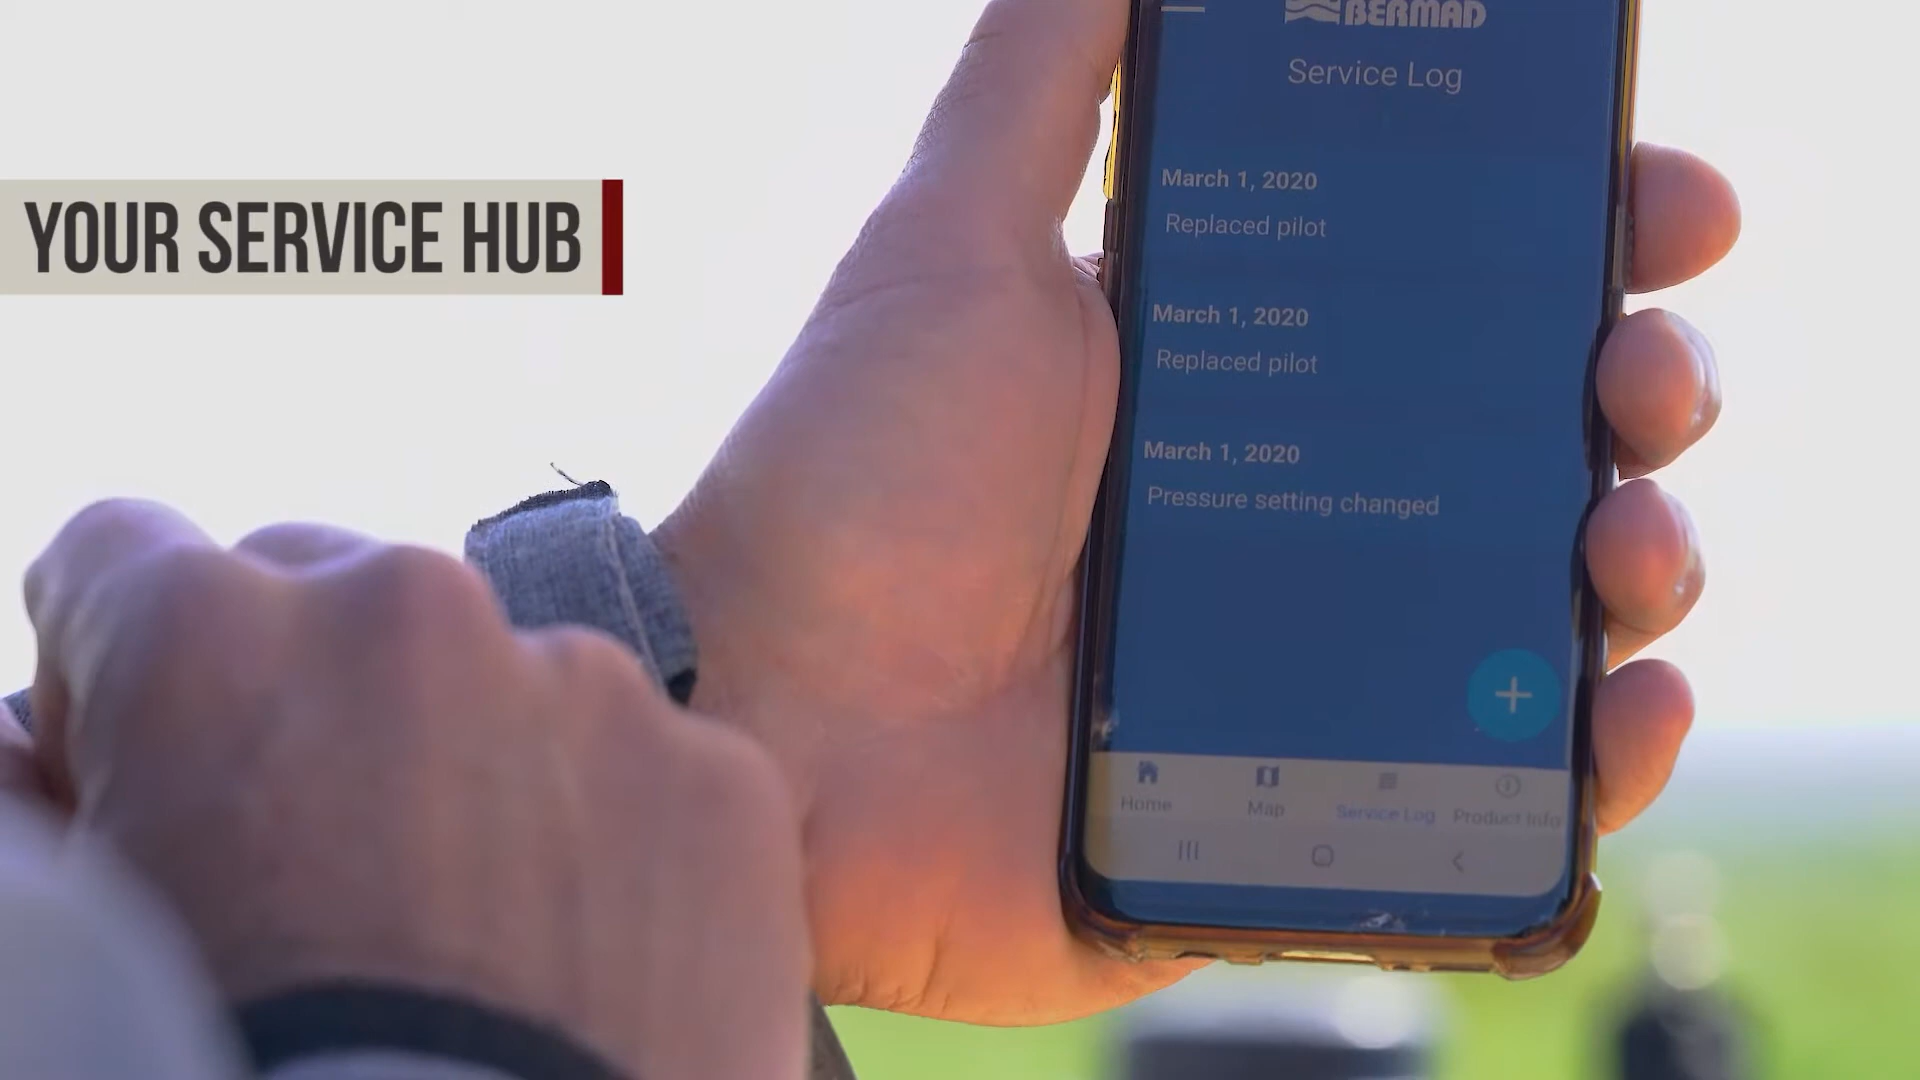 YOUR SERVICE HUB
BERMAD
Service Log
March 1, 2020
Replaced pilot
March 1, 2020
Replaced pilot
March 1, 2020
Pressure setting changed
Home
Map
Service Log
Product Info